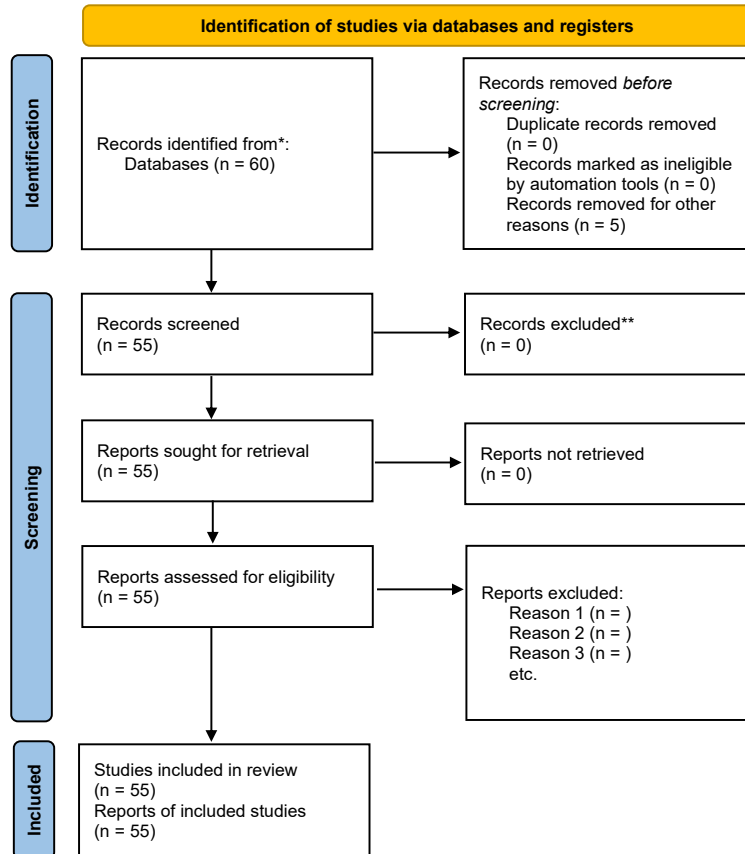 Identification of studies via databases and registers
Identification
Records identified from*:
Databases (n = 60)
Records removed before
screening:
Duplicate records removed
(n = 0)
Records marked as ineligible
by automation tools (n = 0)
Records removed for other
reasons (n = 5)
Screening
Records screened
(n = 55)
Records excluded**
(n = 0)
Reports sought for retrieval
(n = 55)
Reports not retrieved
(n = 0)
Reports assessed for eligibility
(n = 55)
Reports excluded:
Reason 1 (n = )
Reason 2 (n = )
Reason 3 (n = )
etc.
Included
Studies included in review
(n = 55)
Reports of included studies
(n = 55)